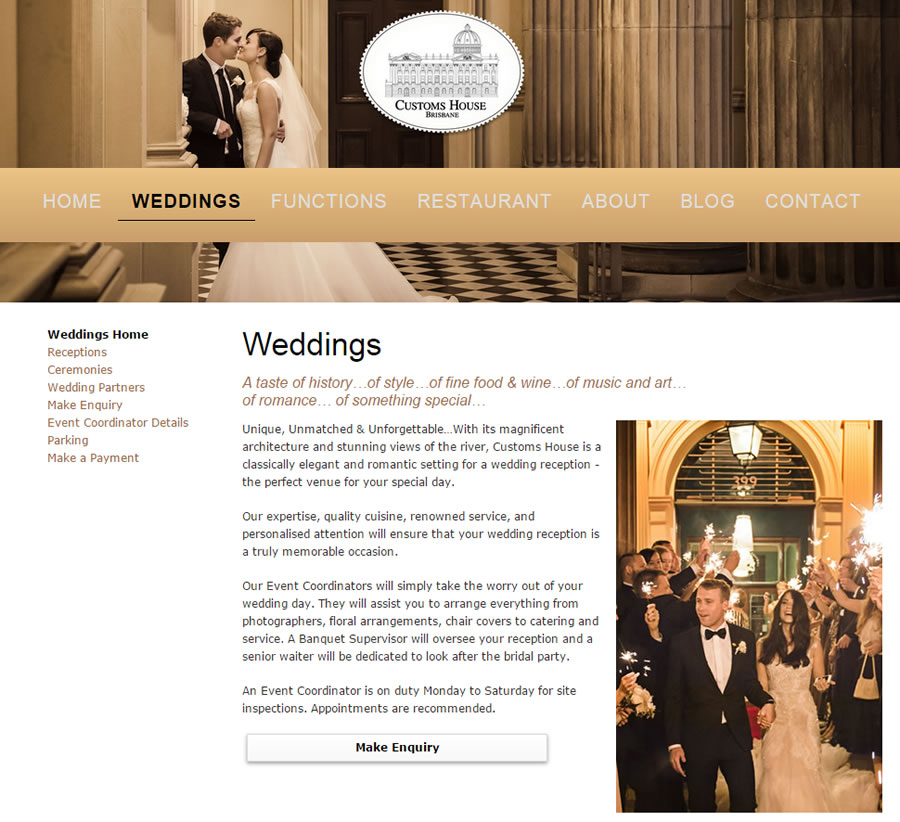 CUSTOMS HOUSE
BRISBANE
HOME WEDDINGS FUNCTIONS RESTAURANT ABOUT BLOG CONTACT
Weddings Home
Receptions
Ceremonies
Wedding Partners
Make Enquiry
Event Coordinator Details
Parking
Make a Payment
Weddings
A taste of history…of style…of fine food & wine…of music and art…
of romance… of something special…
Unique, Unmatched & Unforgettable…With its magnificent
architecture and stunning views of the river, Customs House is a
classically elegant and romantic setting for a wedding reception -
the perfect venue for your special day.
Our expertise, quality cuisine, renowned service, and
personalised attention will ensure that your wedding reception is
a truly memorable occasion.
Our Event Coordinators will simply take the worry out of your
wedding day. They will assist you to arrange everything from
photographers, floral arrangements, chair covers to catering and
service. A Banquet Supervisor will oversee your reception and a
senior waiter will be dedicated to look after the bridal party.
An Event Coordinator is on duty Monday to Saturday for site
inspections. Appointments are recommended.
Make Enquiry
399